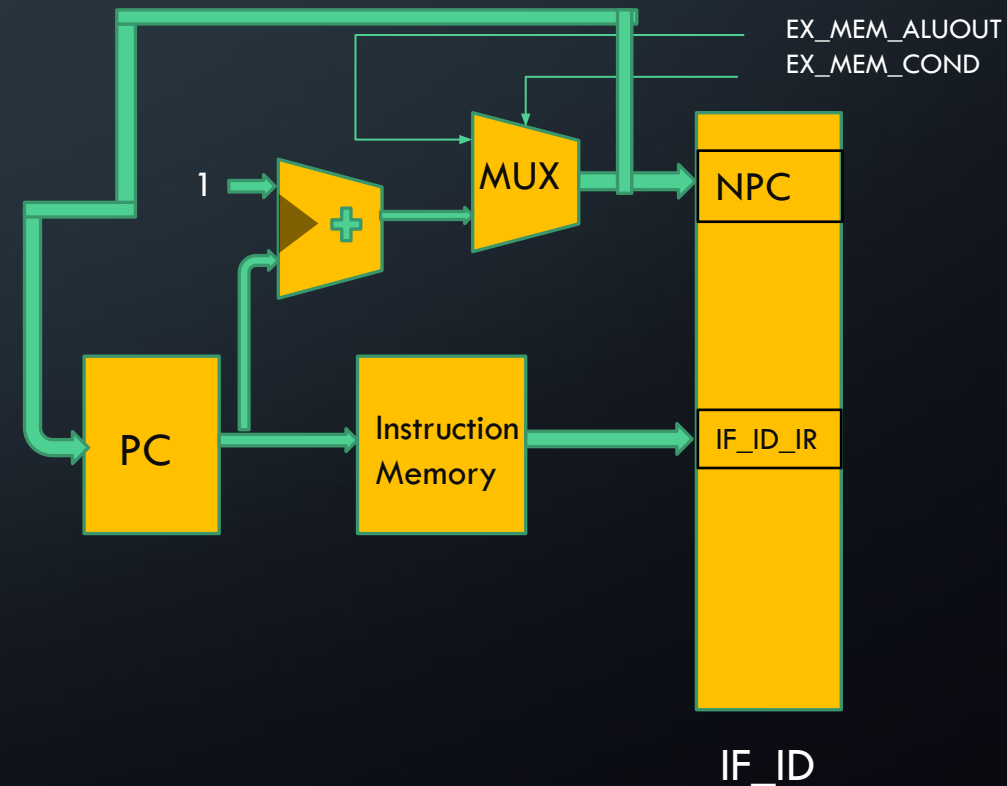 EX_MEM_ALUOUT
EX_MEM_COND
1
MUX
NPC
PC
Instruction
Memory
IF_ID_IR
IF_ID